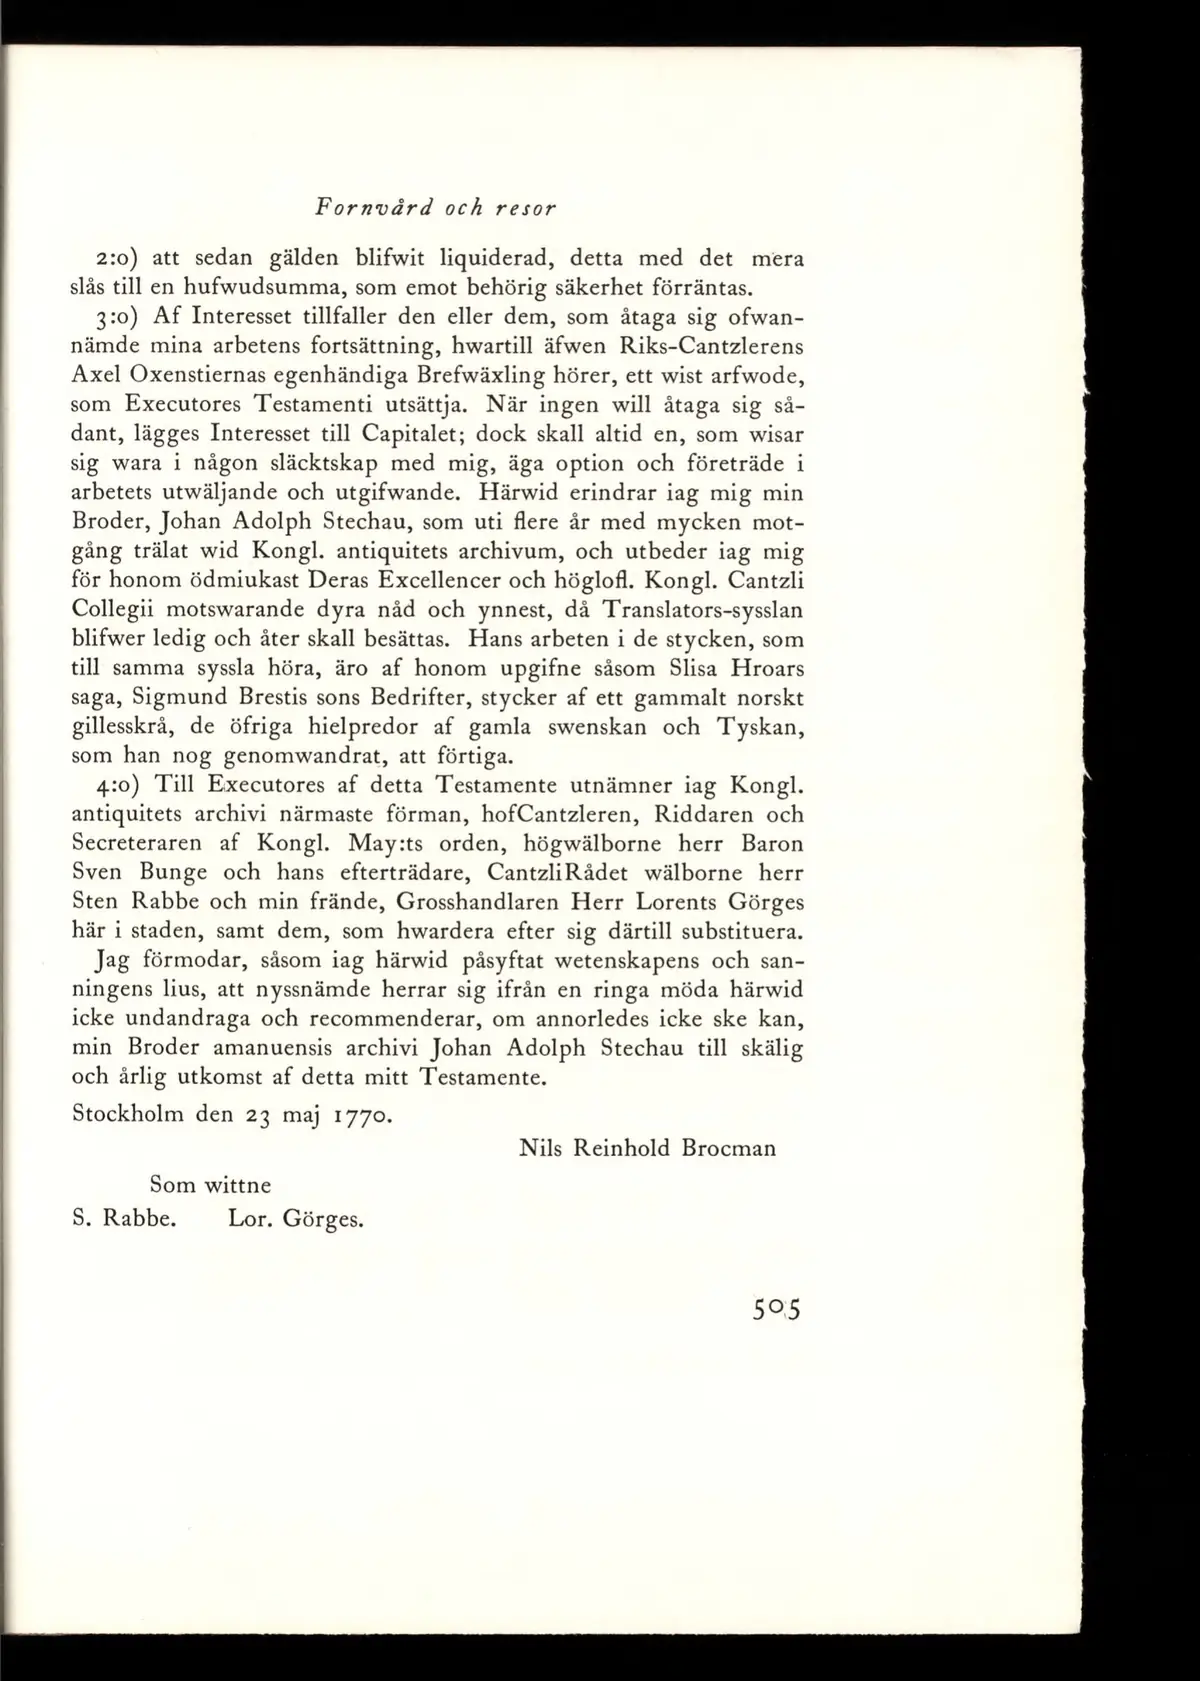 Fornvård och resor
2:o) att sedan gälden blifwit liquiderad, detta med det mera
slås till en hufwudsumma, som emot behörig säkerhet förräntas.
3:o) Af Interesset tillfaller den eller dem, som åtaga sig ofwan-
nämde mina arbetens fortsättning, hwartill äfwen Riks-Cantzlerens
Axel Oxenstiernas egenhändiga Brefwäxling hörer, ett wist arfwode,
som Executores Testamenti utsättja. När ingen will åtaga sig så-
dant, lägges Interesset till Capitalet; dock skall altid en, som wisar
sig wara i någon släcktskap med mig, äga option och företräde i
arbetets utwäljande och utgifwande. Härwid erindrar iag mig min
Broder, Johan Adolph Stechau, som uti flere år med mycken mot-
gång trälat wid Kongl. antiquitets archivum, och utbeder iag mig
för honom ödmiukast Deras Excellencer och höglofl. Kongl. Cantzli
Collegii motswarande dyra nåd och ynnest, då Translators-sysslan
blifwer ledig och åter skall besättas. Hans arbeten i de stycken, som
till samma syssla höra, äro af honom upgifne såsom Slisa Hroars
saga, Sigmund Brestis sons Bedrifter, stycker af ett gammalt norskt
gillesskrå, de öfriga hielpredor af gamla swenskan och Tyskan,
som han nog genomwandrat, att förtiga.
4:o) Till Executores af detta Testamente utnämner iag Kongl.
antiquitets archivi närmaste förman, hofCantzleren, Riddaren och
Secreteraren af Kongl. May:ts orden, högwälborne herr Baron
Sven Bunge och hans efterträdare, CantzliRådet wälborne herr
Sten Rabbe och min frände, Grosshandlaren Herr Lorents Görges
här i staden, samt dem, som hwardera efter sig därtill substituera.
Jag förmodar, såsom iag härwid påsyftat wetenskapens och san-
ningens lius, att nyssnämde herrar sig ifrån en ringa möda härwid
icke undandraga och recommenderar, om annorledes icke ske kan,
min Broder amanuensis archivi Johan Adolph Stechau till skälig
och årlig utkomst af detta mitt Testamente.
Stockholm den 23 maj 1770.
Nils Reinhold Brocman
Som wittne
S. Rabbe. Lor. Görges.
505